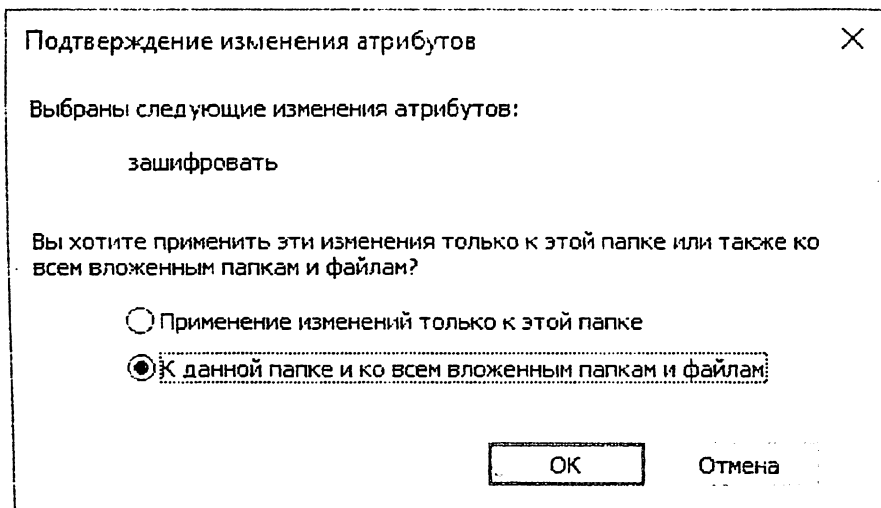 Подтверждение изменения атрибутов
Выбраны следующие изменения атрибутов:
зашифровать
Вы хотите применить эти изменения только к этой папке или также ко
всем вложенным папкам и файлам?
Применение изменений только к этой папке
К данной папке и ко всем вложенным папкам и файлам
ОК
Отмена